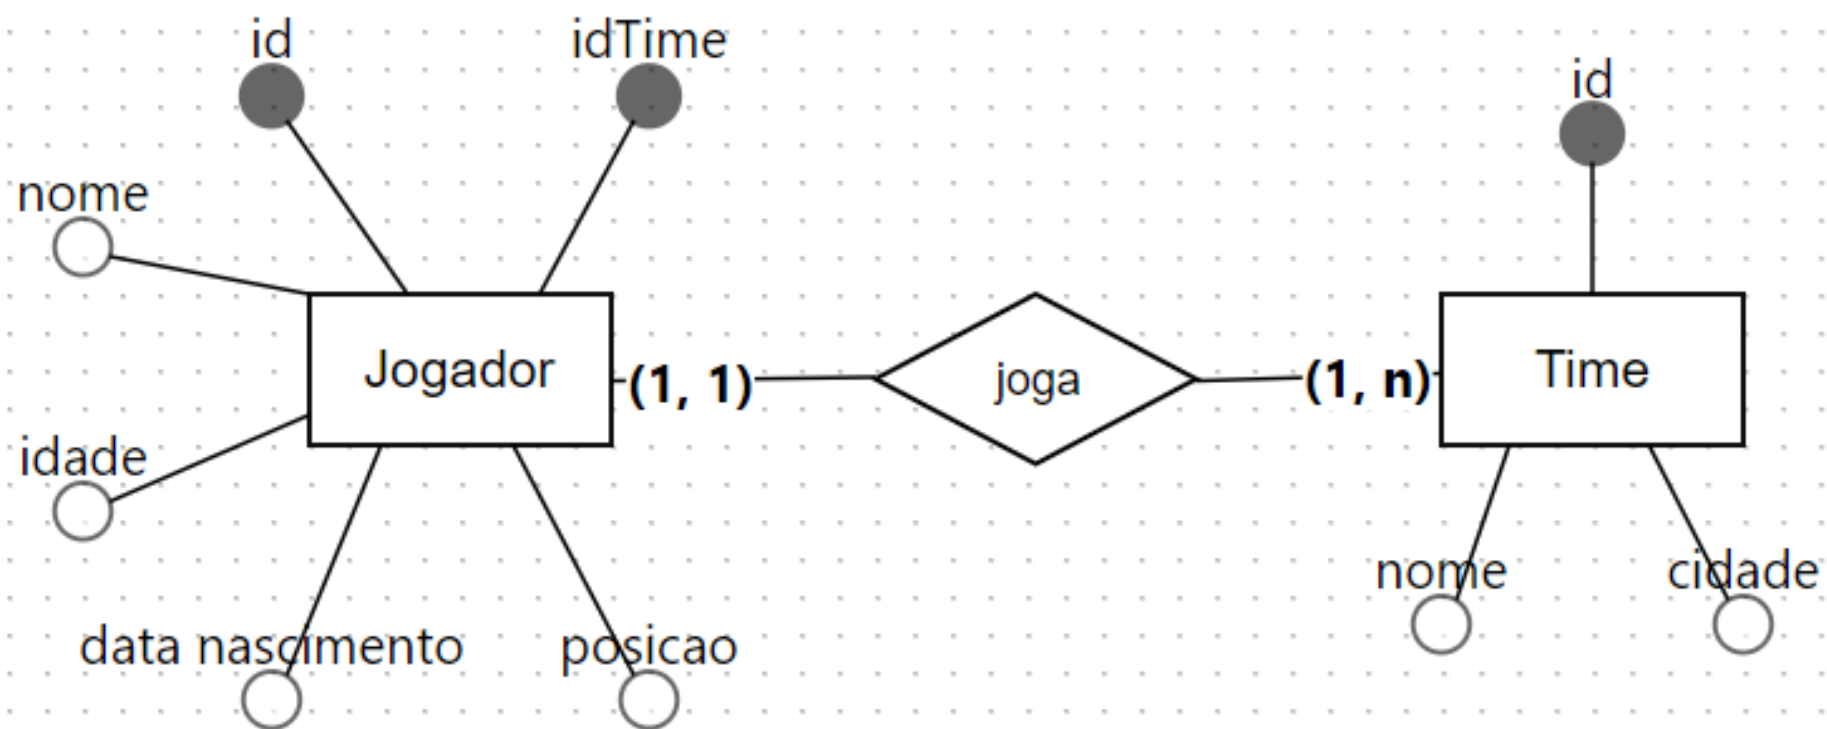 id
idTime
id
nome
Jogador
(1, 1)
joga
(1, n)
Time
idade
nome
cidade
data nascimento
posicao